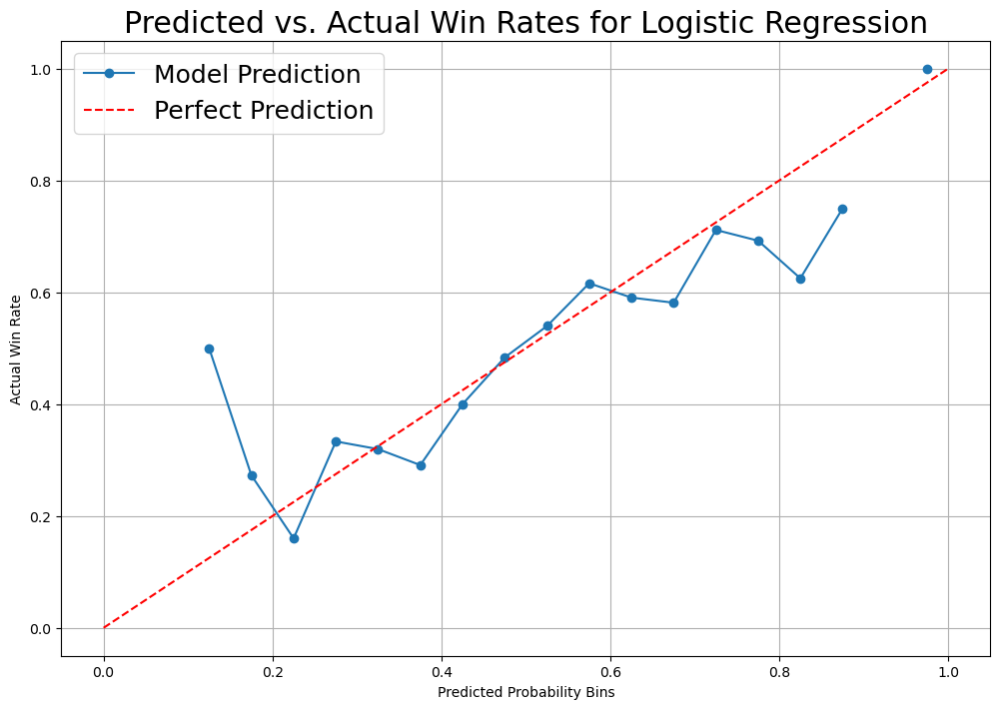 Predicted vs. Actual Win Rates for Logistic Regression
Model Prediction
Perfect Prediction
Actual Win Rate
1.0
0.8
0.6
0.4
0.2
0.0
0.0 0.2 0.4 0.6 0.8 1.0
Predicted Probability Bins